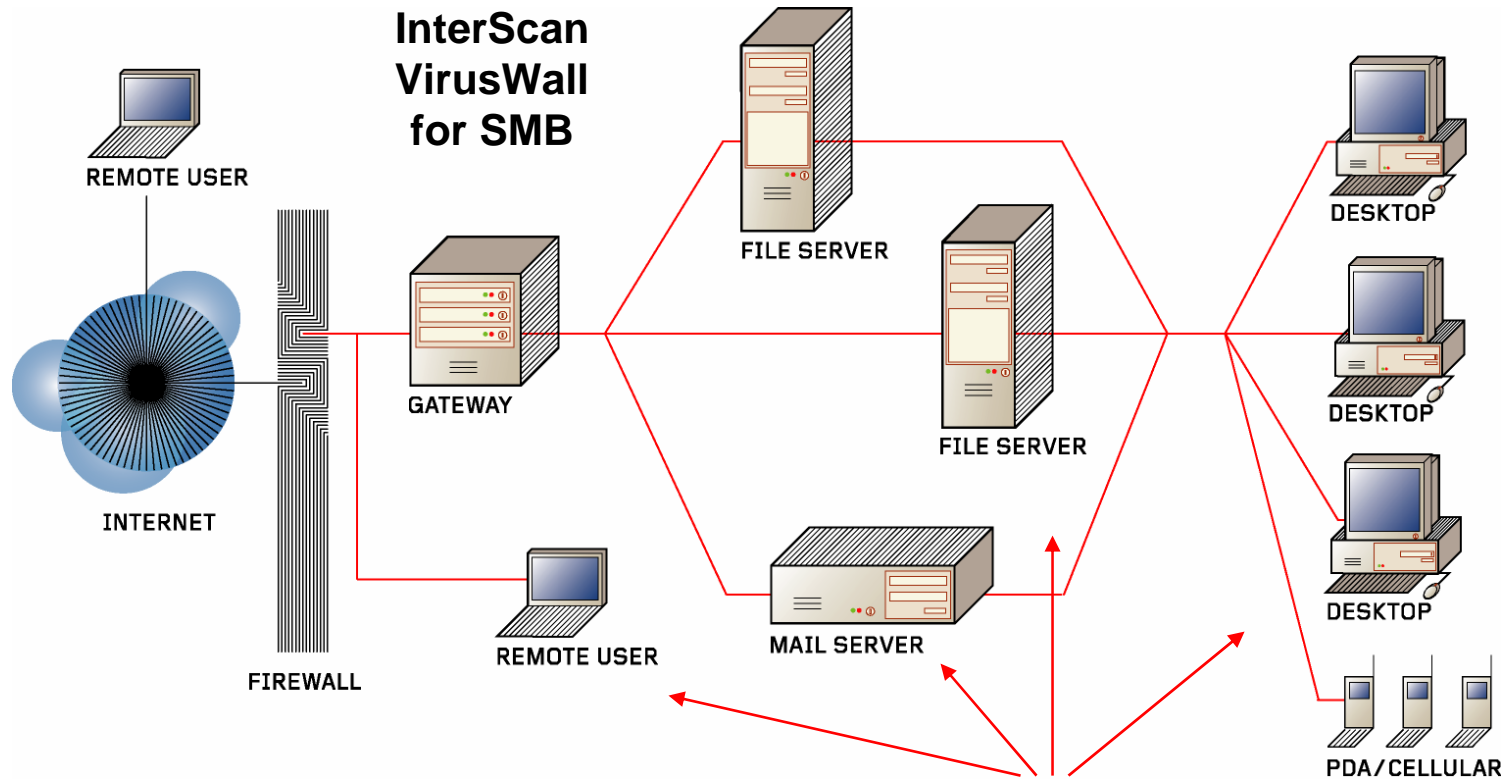 InterScan
VirusWall
for SMB
REMOTE USER
FILE SERVER
DESKTOP
GATEWAY
DESKTOP
FILE SERVER
INTERNET
DESKTOP
MAIL SERVER
REMOTE USER
FIREWALL
PDA/CELLULAR